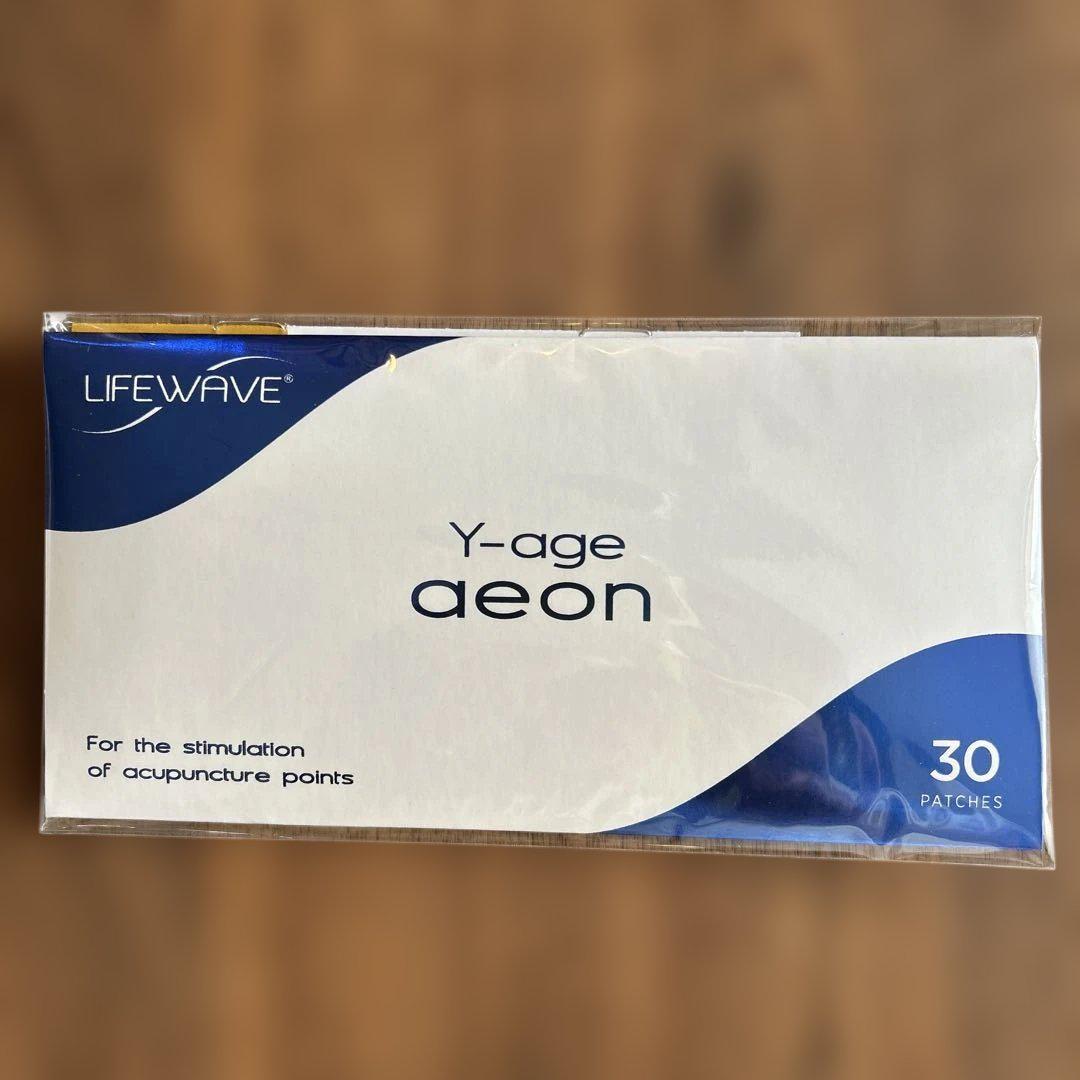 LIFEWAVE®
Y-age
aeon
For the stimulation
of acupuncture points
30
PATCHES